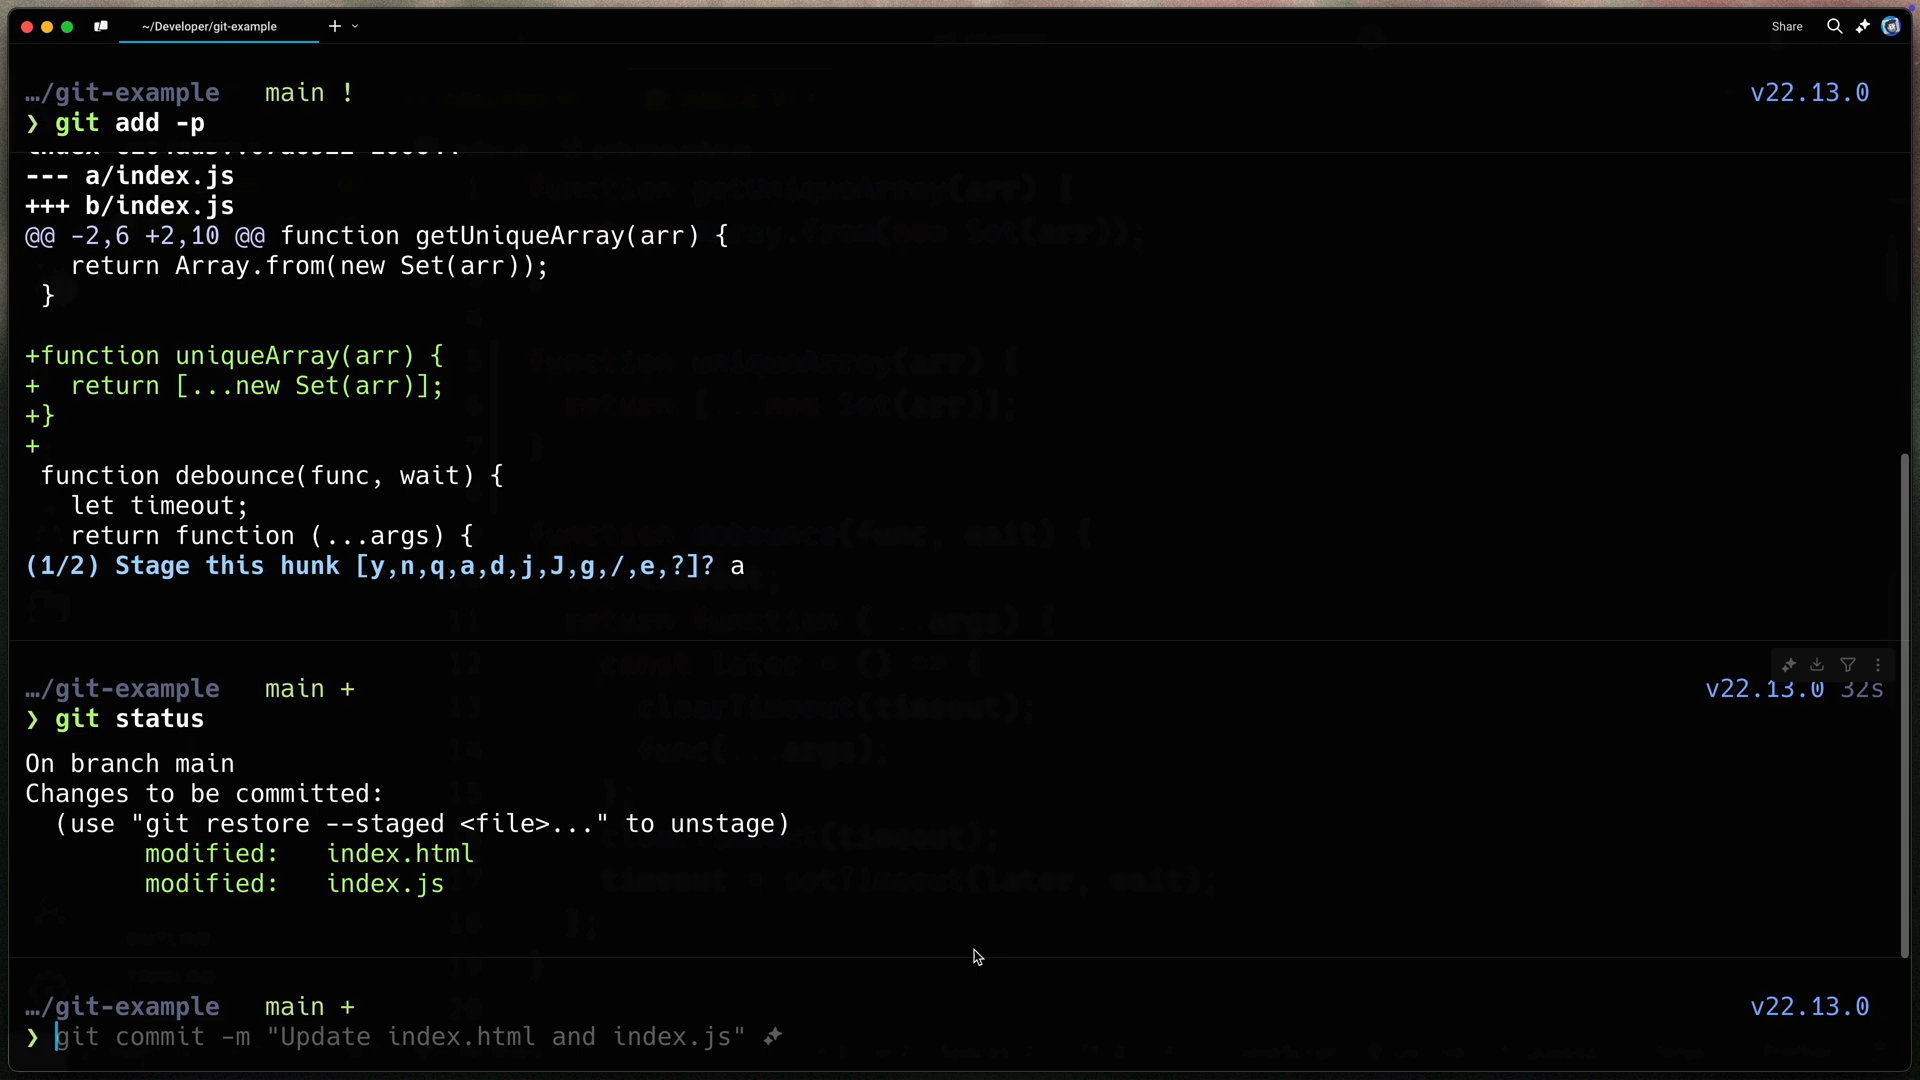 ~/Developer/git-example
Share
…/git-example main !
v22.13.0
❯ git add -p
--- a/index.js
+++ b/index.js
@@ -2,6 +2,10 @@ function getUniqueArray(arr) {
   return Array.from(new Set(arr));
 }
+function uniqueArray(arr) {
+  return [...new Set(arr)];
+}
+
 function debounce(func, wait) {
   let timeout;
   return function (...args) {
(1/2) Stage this hunk [y,n,q,a,d,j,J,g,/,e,?]? a
…/git-example main +
v22.13.0 32s
❯ git status
On branch main
Changes to be committed:
  (use "git restore --staged <file>..." to unstage)
        modified:   index.html
        modified:   index.js
…/git-example main +
v22.13.0
❯ git commit -m "Update index.html and index.js"